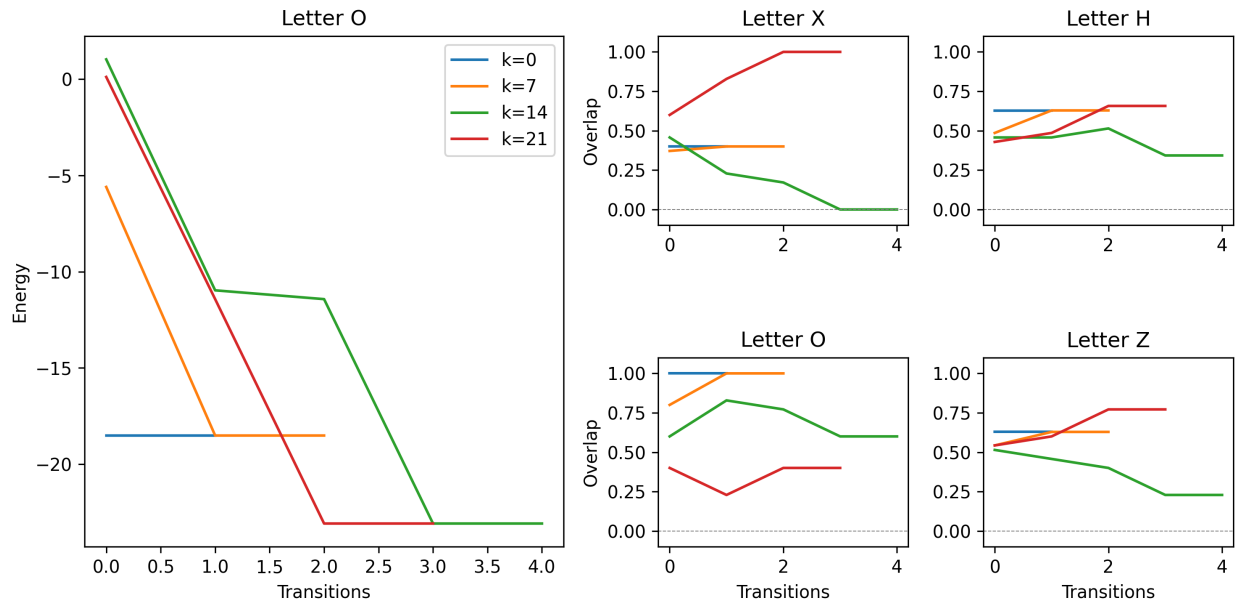 Letter O
Energy
0
−5
−10
−15
−20
k=0
k=7
k=14
k=21
0.0 0.5 1.0 1.5 2.0 2.5 3.0 3.5 4.0
Transitions
Letter X
Overlap
1.00
0.75
0.50
0.25
0.00
0 2 4
Letter H
1.00
0.75
0.50
0.25
0.00
0 2 4
Letter O
Overlap
1.00
0.75
0.50
0.25
0.00
0 2 4
Transitions
Letter Z
1.00
0.75
0.50
0.25
0.00
0 2 4
Transitions